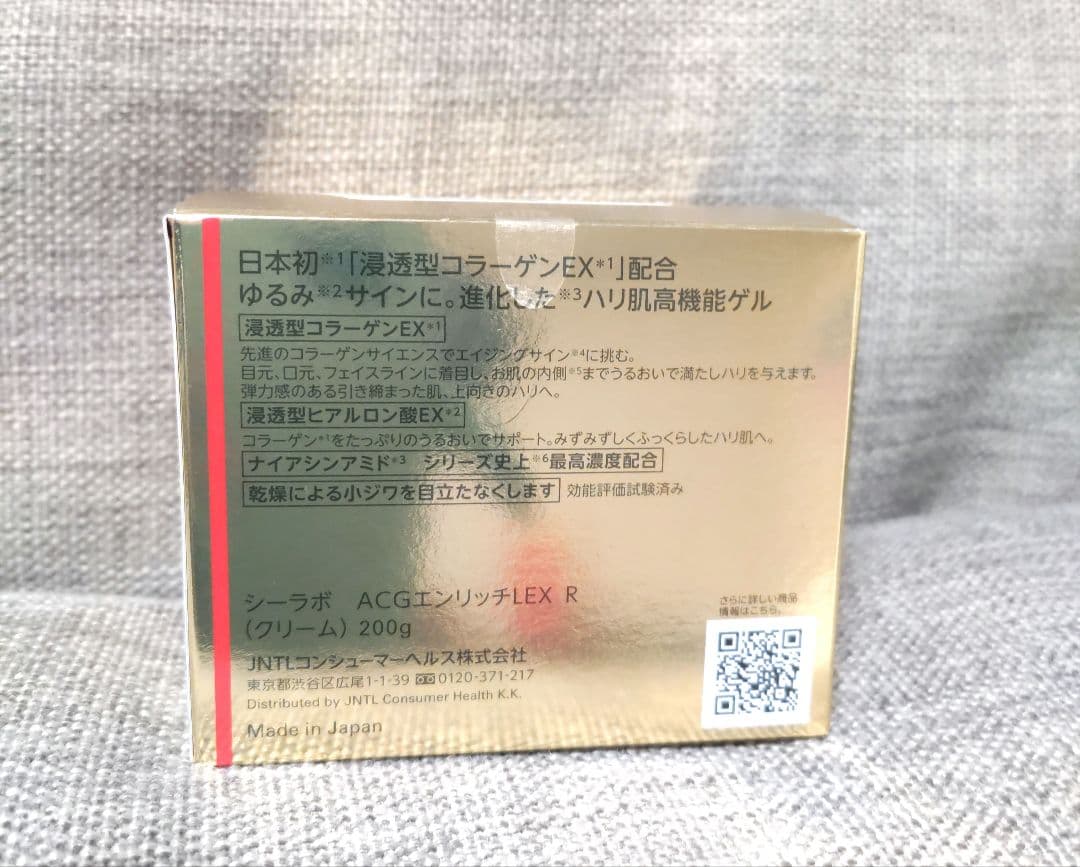 日本初※1「浸透型コラーゲンEX*1」配合
ゆるみ※2サインに。進化した※3ハリ肌高機能ゲル
浸透型コラーゲンEX*1
先進のコラーゲンサイエンスでエイジングサイン※4に挑む。
目元、口元、フェイスラインに着目し、お肌の内側※5までうるおいで満たしハリを与えます。
弾力感のある引き締まった肌、上向きのハリへ。
浸透型ヒアルロン酸EX*2
コラーゲン*1をたっぷりのうるおいでサポート。みずみずしくふっくらしたハリ肌へ。
ナイアシンアミド*3 シリーズ史上※6最高濃度配合
乾燥による小ジワを目立たなくします 効能評価試験済み
シーラボ ACGエンリッチLEX R
（クリーム）200g
JNTLコンシューマーヘルス株式会社
東京都渋谷区広尾1-1-39 0120-371-217
Distributed by JNTL Consumer Health K.K.
Made in Japan
さらに詳しい商品
情報はこちら。